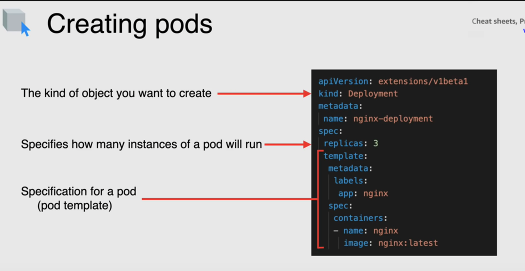 Creating pods
Cheat sheets, P
The kind of object you want to create
Specifies how many instances of a pod will run
Specification for a pod
(pod template)
apiVersion: extensions/v1beta1
kind: Deployment
metadata:
name: nginx-deployment
spec:
replicas: 3
template:
metadata:
labels:
app: nginx
spec:
containers:
- name: nginx
image: nginx:latest